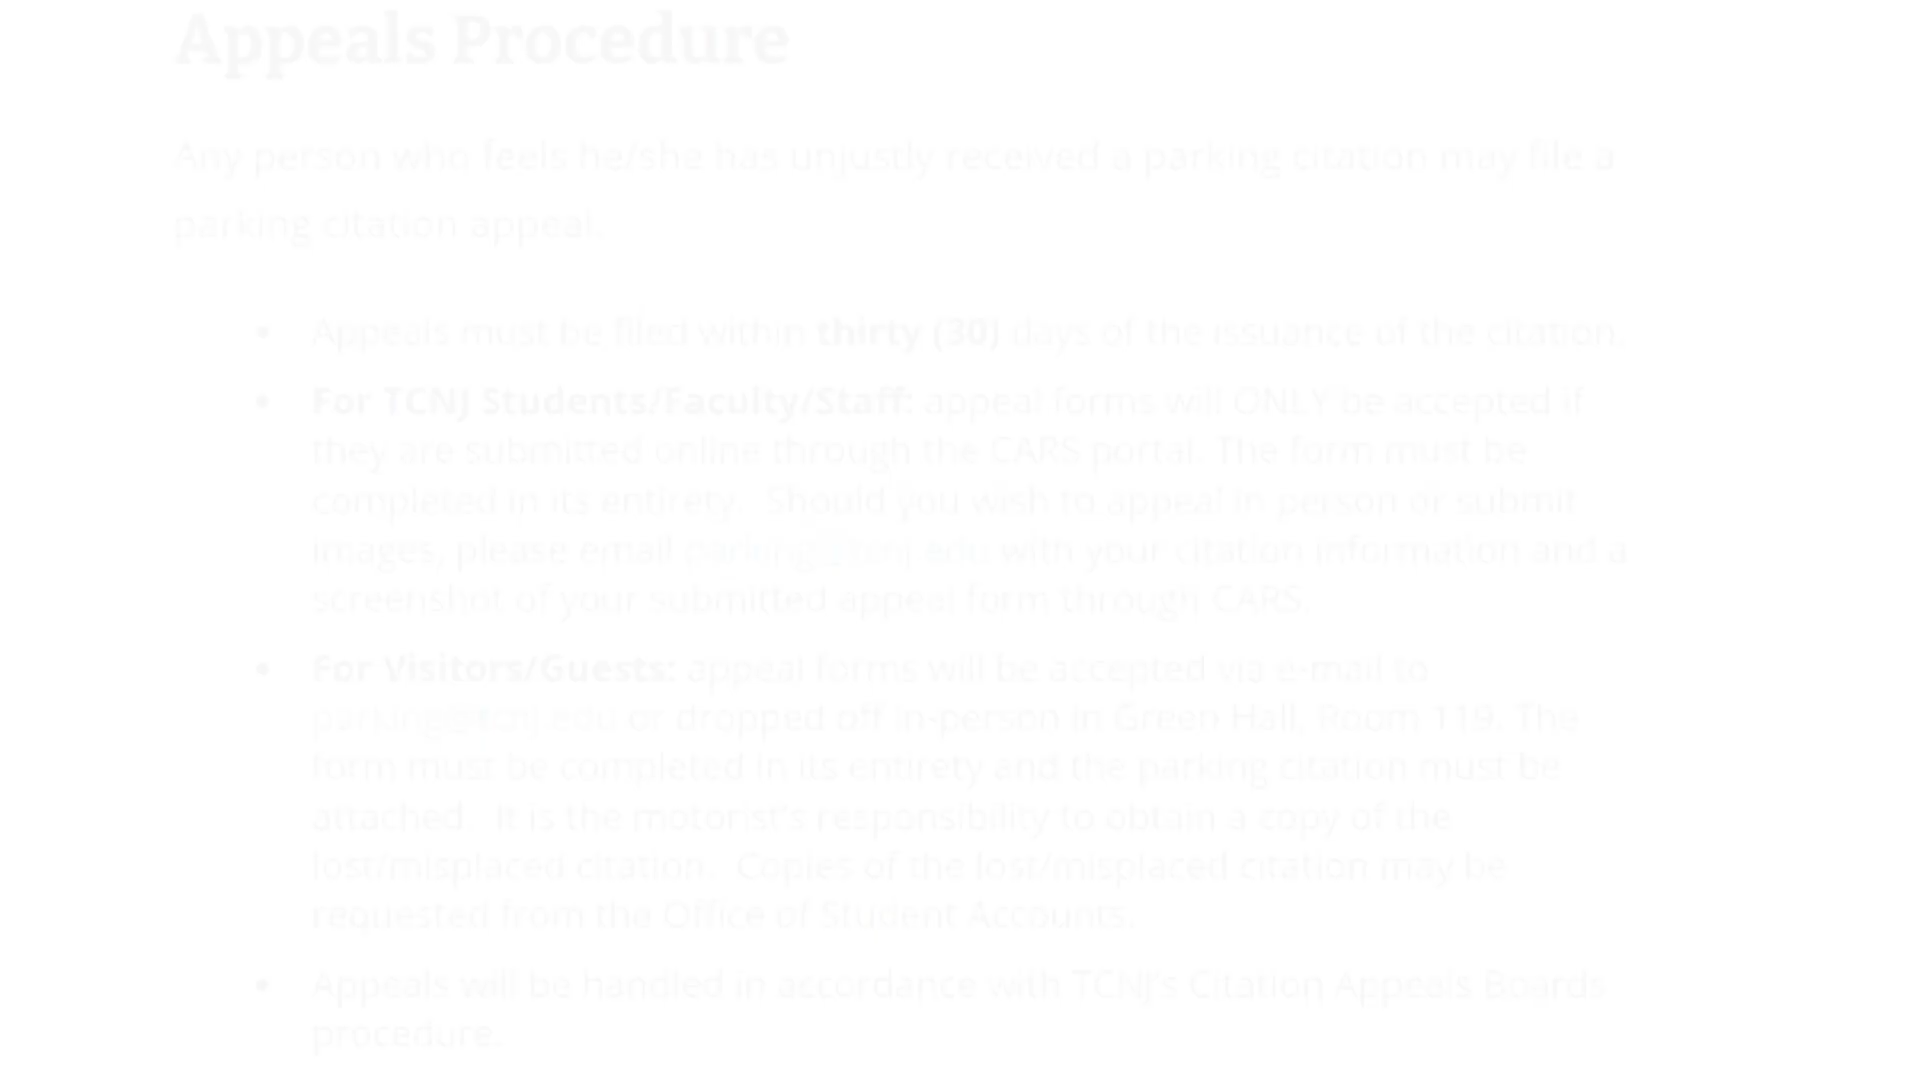 Appeals Procedure
Any person who feels he/she has unjustly received a parking citation may file a
parking citation appeal.
• Appeals must be filed within thirty (30) days of the issuance of the citation.
• For TCNJ Students/Faculty/Staff: appeal forms will ONLY be accepted if
they are submitted online through the CARS portal. The form must be
completed in its entirety.  Should you wish to appeal in person or submit
images, please email parking@tcnj.edu with your citation information and a
screenshot of your submitted appeal form through CARS.
• For Visitors/Guests: appeal forms will be accepted via e-mail to
parking@tcnj.edu or dropped off in-person in Green Hall, Room 119. The
form must be completed in its entirety and the parking citation must be
attached.  It is the motorist's responsibility to obtain a copy of the
lost/misplaced citation.  Copies of the lost/misplaced citation may be
requested from the Office of Student Accounts.
• Appeals will be handled in accordance with TCNJ's Citation Appeals Boards
procedure.